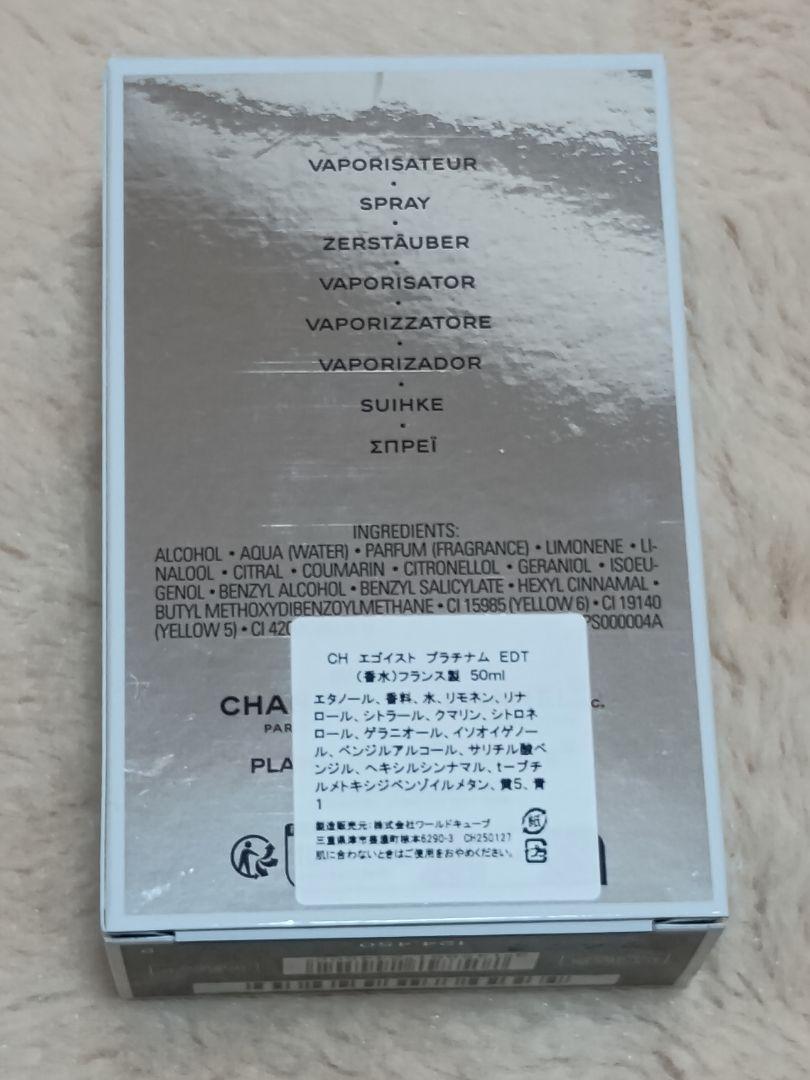 VAPORISATEUR
•
SPRAY
•
ZERSTÄUBER
•
VAPORISATOR
•
VAPORIZZATORE
•
VAPORIZADOR
•
SUIHKE
•
ΣΠΡΕΪ
INGREDIENTS:
ALCOHOL • AQUA (WATER) • PARFUM (FRAGRANCE) • LIMONENE • LI-
NALOOL • CITRAL • COUMARIN • CITRONELLOL • GERANIOL • ISOEU-
GENOL • BENZYL ALCOHOL • BENZYL SALICYLATE • HEXYL CINNAMAL •
BUTYL METHOXYDIBENZOYLMETHANE • CI 15985 (YELLOW 6) • CI 19140
(YELLOW 5) • CI 420 PS000004A
CHA c.
PAR
PLA
CH エゴイスト プラチナム EDT
(香水)フランス製 50ml
エタノール、香料、水、リモネン、リナ
ロール、シトラール、クマリン、シトロネ
ロール、ゲラニオール、イソオイゲノー
ル、ベンジルアルコール、サリチル酸ベ
ンジル、ヘキシルシンナマル、t-ブチ
ルメトキシジベンゾイルメタン、黄5、青
1
製造販売元:株式会社ワールドキューブ
三重県津市芸濃町椋本6290-3 CH250127
肌に合わないときはご使用をおやめください。
紙
124 450